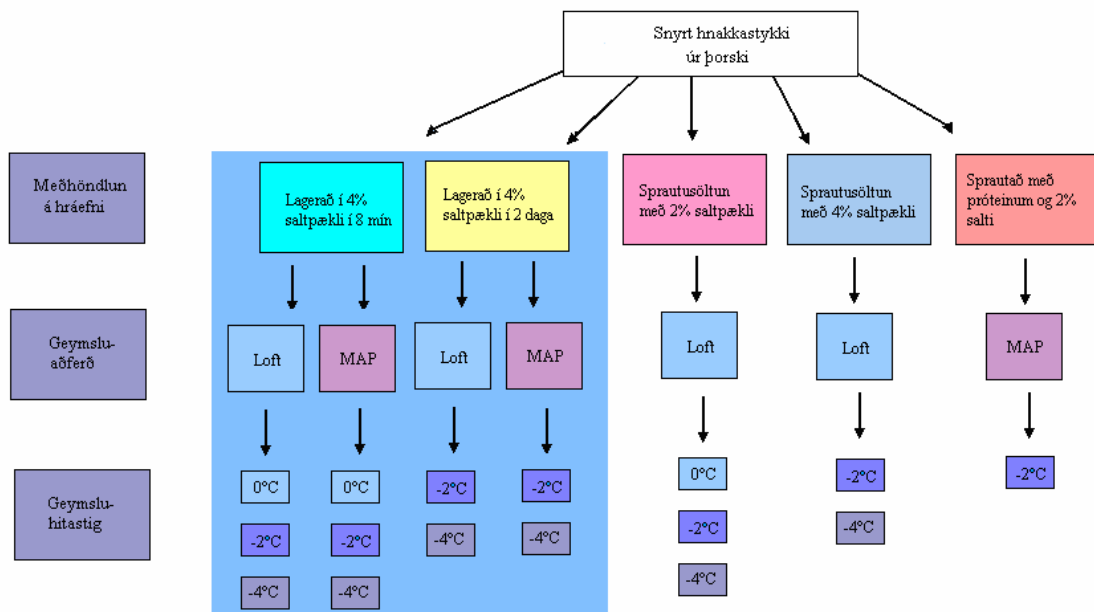 Snyrt hnakkastykki
úr þorski
Meðhöndlun
á hráefni
Lagerað í 4%
saltpækli í 8 mín
Lagerað í 4%
saltpækli í 2 daga
Sprautusöltun
með 2% saltpækli
Sprautusöltun
með 4% saltpækli
Sprautað með
próteinum og 2%
salti
Geymslu-
aðferð
Loft
MAP
Loft
MAP
Loft
Loft
MAP
Geymslu-
hitastig
0°C
0°C
-2°C
-2°C
0°C
-2°C
-2°C
-2°C
-2°C
-4°C
-4°C
-2°C
-4°C
-4°C
-4°C
-4°C